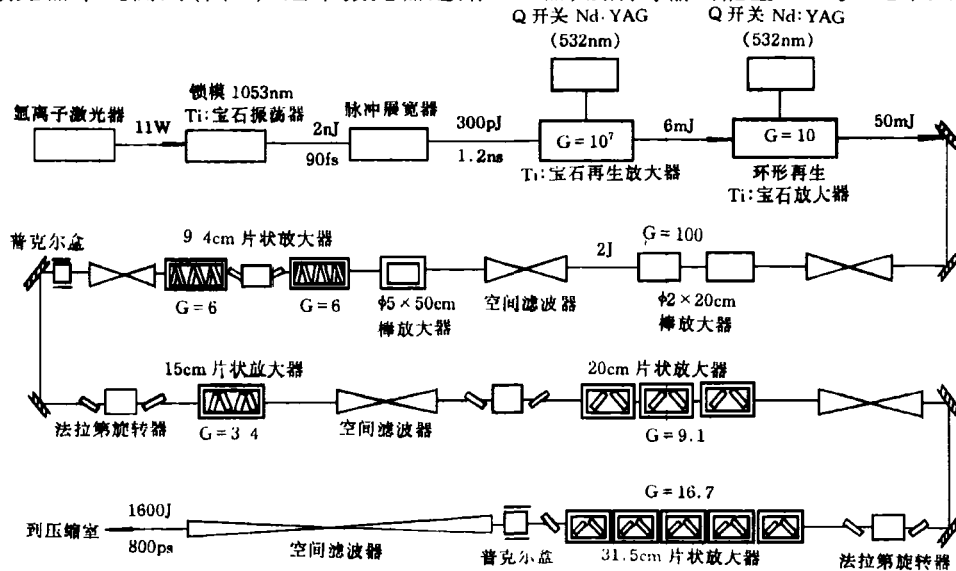 Q 开关 Nd·YAG
(532nm)
Q 开关 Nd:YAG
(532nm)
氩离子激光器
11W
锁模 1053nm
Ti:宝石振荡器
2nJ
90fs
脉冲展宽器
300pJ
1.2ns
G=10⁷
Ti:宝石再生放大器
6mJ
G=10
环形再生
Ti:宝石放大器
50mJ
普克尔盒
9 4cm 片状放大器
G=6
G=6
ϕ5×50cm
棒放大器
空间滤波器
2J
G=100
ϕ2×20cm
棒放大器
法拉第旋转器
15cm 片状放大器
G=3 4
空间滤波器
20cm 片状放大器
G=9.1
到压缩室
1600J
800ps
空间滤波器
普克尔盒
G=16.7
31.5cm 片状放大器
法拉第旋转器